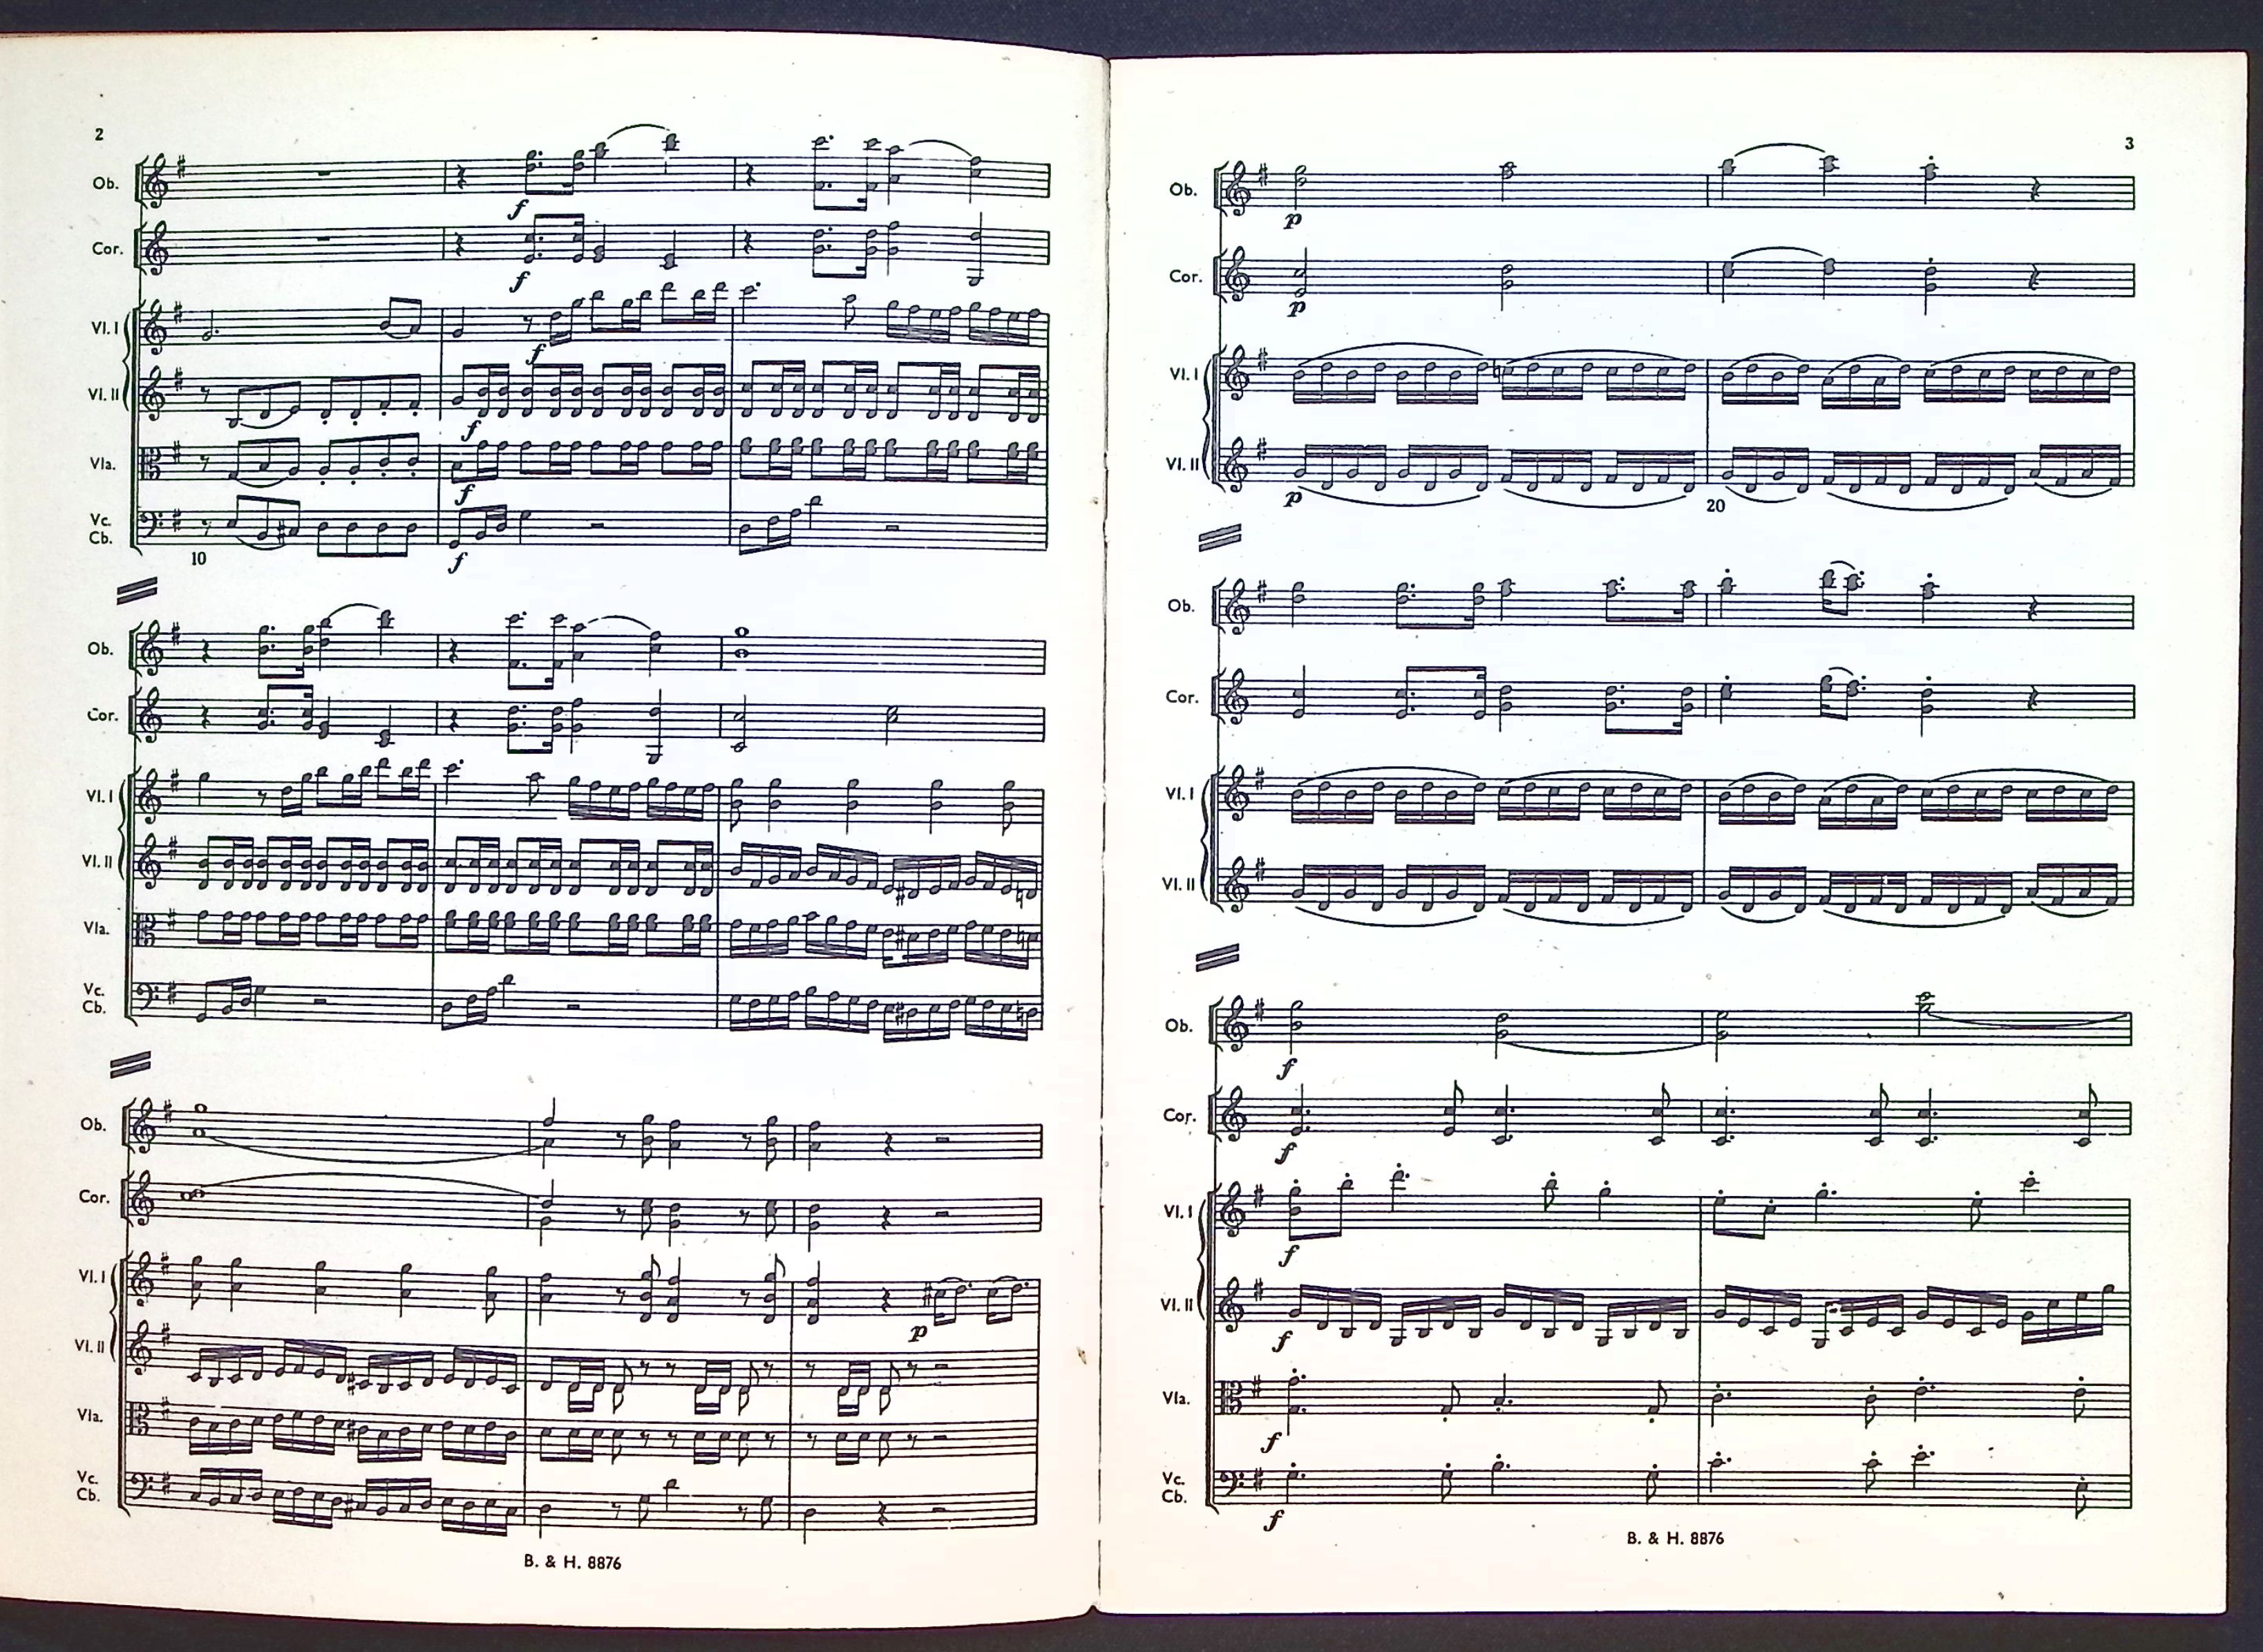 2
Ob.
f
Cor.
f
Vl. I
f
Vl. II
f
Vla.
f
Vc.
Cb.
10
f
Ob.
Cor.
Vl. I
Vl. II
Vla.
Vc.
Cb.
Ob.
Cor.
Vl. I
p
Vl. II
Vla.
Vc.
Cb.
B. & H. 8876
3
Ob.
p
Cor.
p
Vl. I
Vl. II
p
20
Ob.
Cor.
Vl. I
Vl. II
Ob.
f
Cor.
f
Vl. I
f
Vl. II
f
Vla.
f
Vc.
Cb.
f
B. & H. 8876